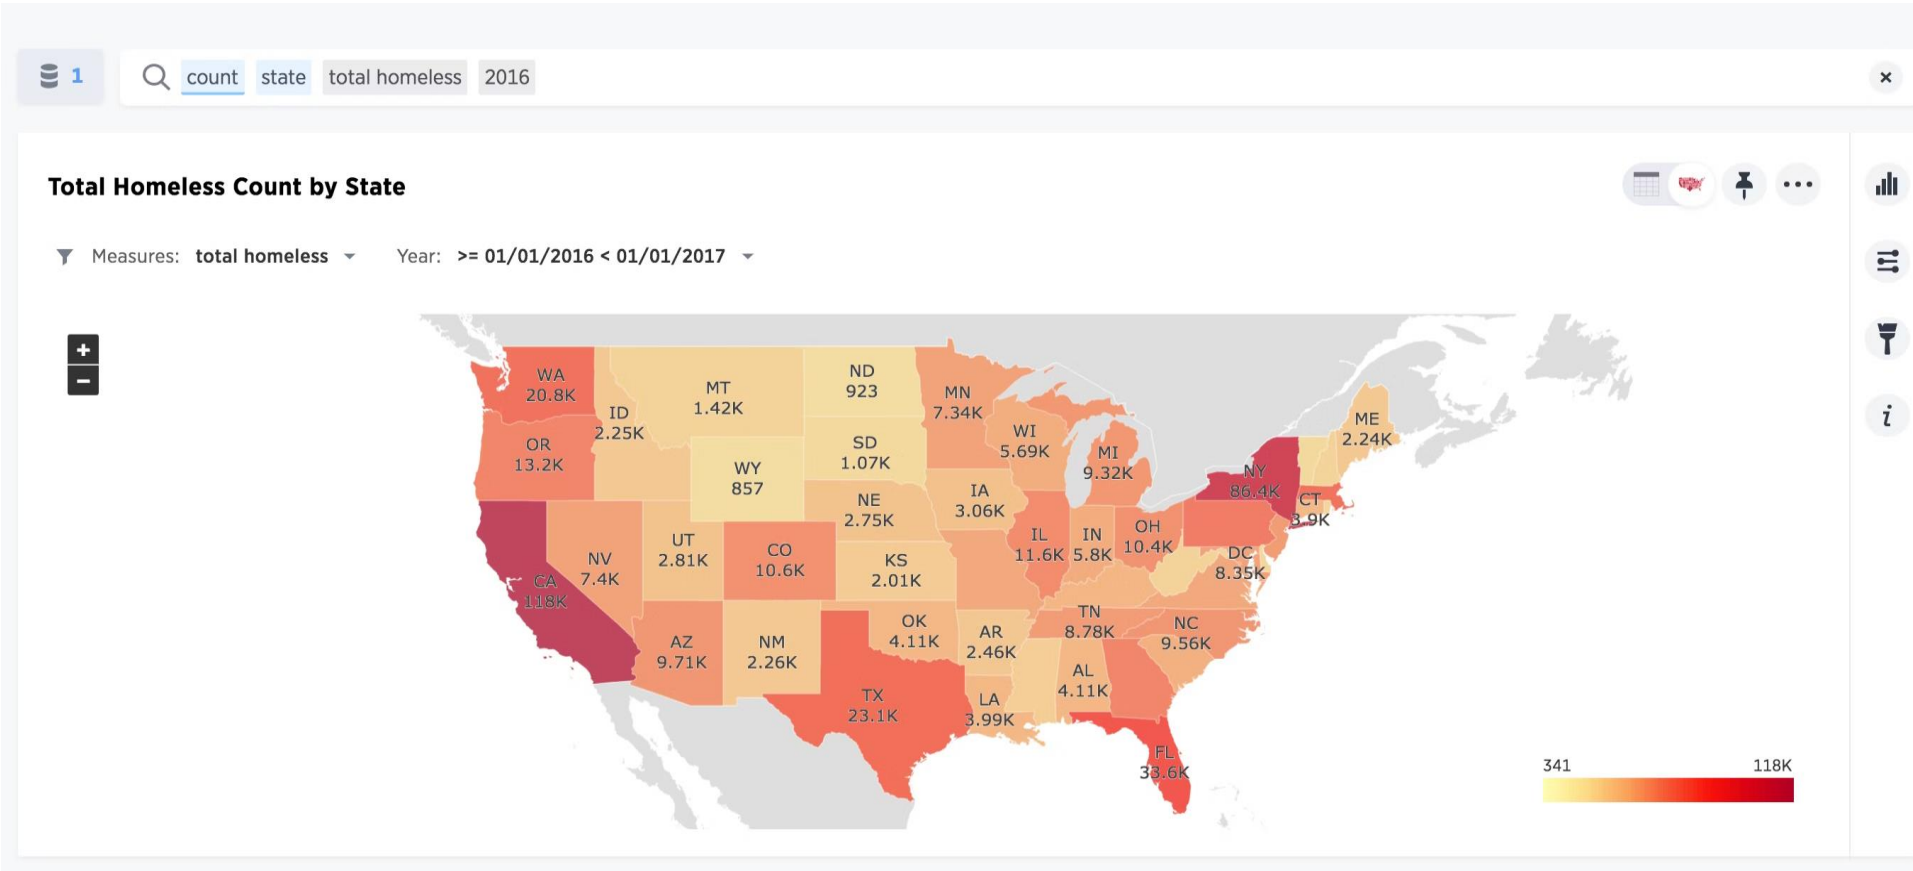 1 count state total homeless 2016
Total Homeless Count by State
Measures: total homeless Year: >= 01/01/2016 < 01/01/2017
+
−
WA
20.8K
ID
2.25K
MT
1.42K
ND
923
MN
7.34K
OR
13.2K
WY
857
SD
1.07K
WI
5.69K
MI
9.32K
NY
86.4K
ME
2.24K
CT
3.9K
NE
2.75K
IA
3.06K
IL
11.6K
IN
5.8K
OH
10.4K
DC
8.35K
CA
118K
NV
7.4K
UT
2.81K
CO
10.6K
KS
2.01K
AZ
9.71K
NM
2.26K
OK
4.11K
AR
2.46K
TN
8.78K
NC
9.56K
TX
23.1K
LA
3.99K
AL
4.11K
FL
33.6K
341 118K
i